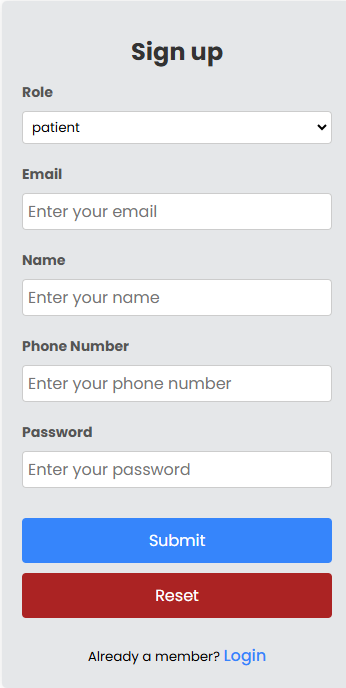 Sign up
Role
patient
Email
Enter your email
Name
Enter your name
Phone Number
Enter your phone number
Password
Enter your password
Submit
Reset
Already a member? Login